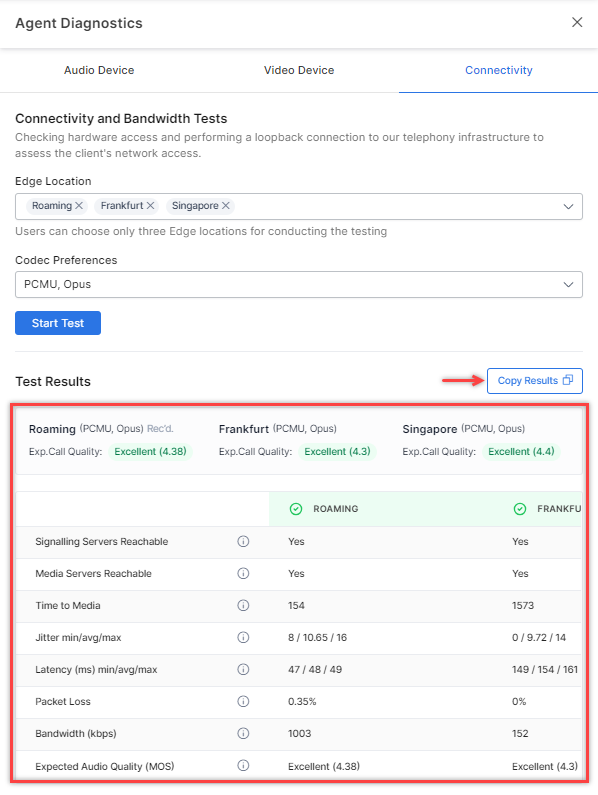 Agent Diagnostics
Audio Device Video Device Connectivity
Connectivity and Bandwidth Tests
Checking hardware access and performing a loopback connection to our telephony infrastructure to
assess the client's network access.
Edge Location
Roaming Frankfurt Singapore
Users can choose only three Edge locations for conducting the testing
Codec Preferences
PCMU, Opus
Start Test
Test Results Copy Results
Roaming (PCMU, Opus) Rec'd. Frankfurt (PCMU, Opus) Singapore (PCMU, Opus)
Exp.Call Quality: Excellent (4.38) Exp.Call Quality: Excellent (4.3) Exp.Call Quality: Excellent (4.4)
ROAMING FRANKFU
Signalling Servers Reachable Yes Yes
Media Servers Reachable Yes Yes
Time to Media 154 1573
Jitter min/avg/max 8 / 10.65 / 16 0 / 9.72 / 14
Latency (ms) min/avg/max 47 / 48 / 49 149 / 154 / 161
Packet Loss 0.35% 0%
Bandwidth (kbps) 1003 152
Expected Audio Quality (MOS) Excellent (4.38) Excellent (4.3)